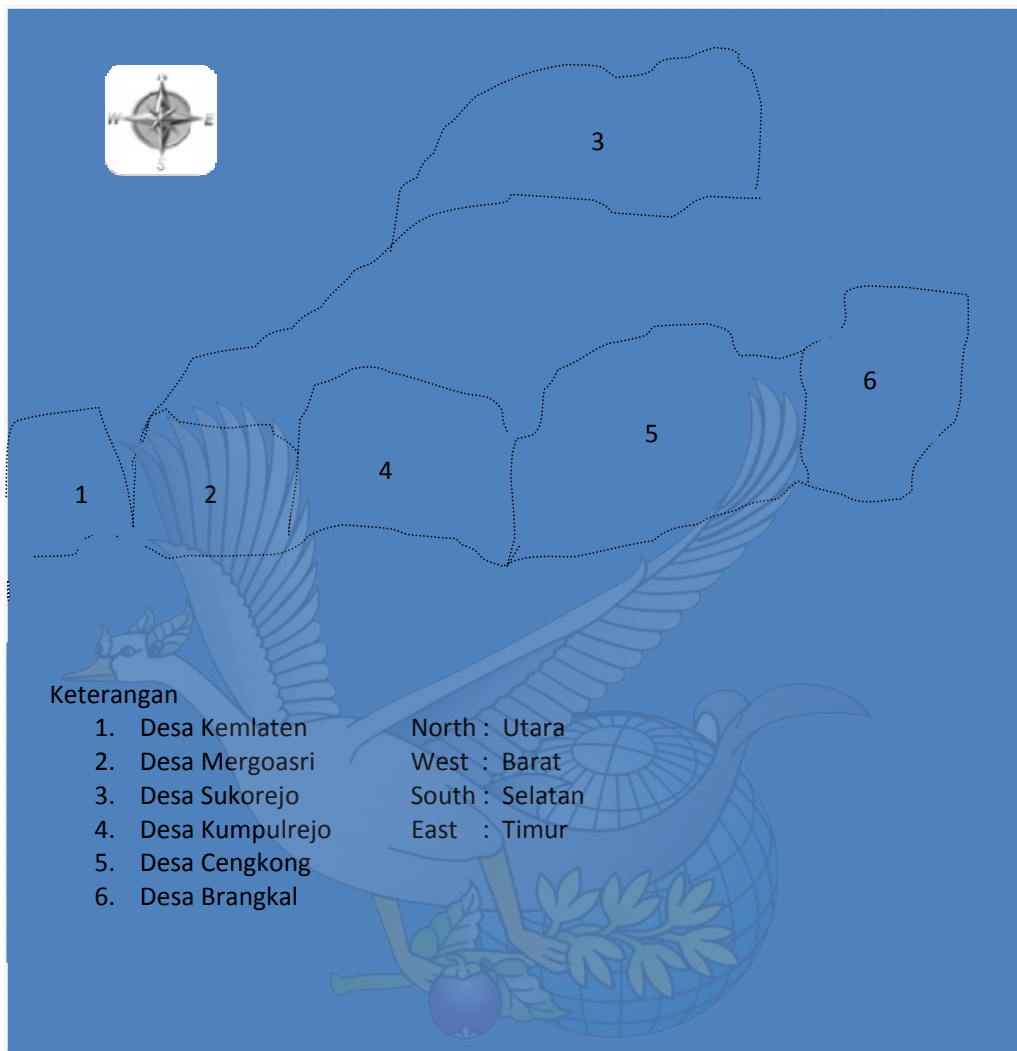 W E
S
3
6
5
4
1
2
Keterangan
1. Desa Kemlaten North : Utara
2. Desa Mergoasri West : Barat
3. Desa Sukorejo South : Selatan
4. Desa Kumpulrejo East : Timur
5. Desa Cengkong
6. Desa Brangkal